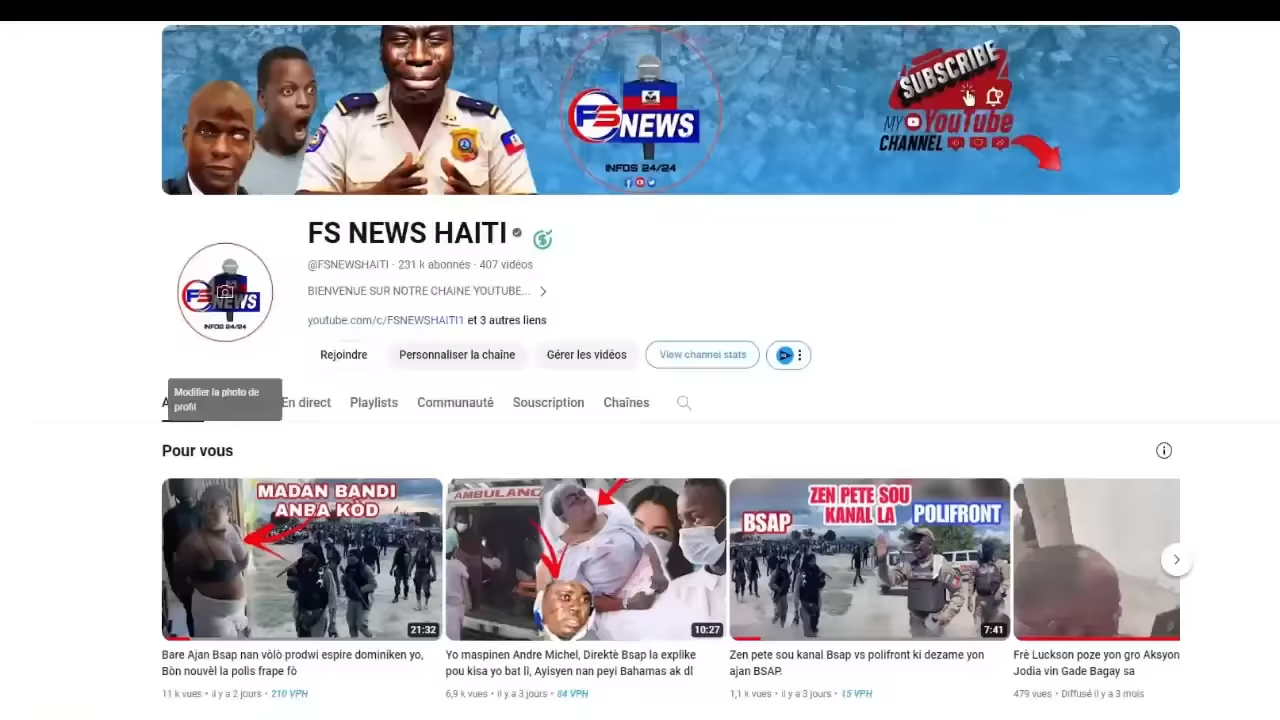 SUBSCRIBE
MY YouTube
CHANNEL
FS NEWS
INFOS 24/24
FS NEWS HAITI
@FSNEWSHAITI · 231 k abonnés · 407 vidéos
BIENVENUE SUR NOTRE CHAINE YOUTUBE...
youtube.com/c/FSNEWSHAITI1 et 3 autres liens
FS NEWS
INFOS 24/24
Rejoindre Personnaliser la chaîne Gérer les vidéos View channel stats
Modifier la photo de
profil
En direct Playlists Communauté Souscription Chaînes
Pour vous
MADAN BANDI
ANBA KÒD
21:32
AMBULANC
10:27
ZEN PETE SOU
KANAL LA
BSAP
POLIFRONT
7:41
Bare Ajan Bsap nan vòlò prodwi espire dominiken yo,
Bòn nouvèl la polis frape fò
11 k vues • il y a 2 jours • 210 VPH
Yo maspinen Andre Michel, Direktè Bsap la explike
pou kisa yo bat li, Ayisyen nan peyi Bahamas ak dl
6,9 k vues • il y a 3 jours • 84 VPH
Zen pete sou kanal Bsap vs polifront ki dezame yon
ajan BSAP.
1,1 k vues • il y a 3 jours • 15 VPH
Frè Luckson poze yon gro Aksyon
Jodia vin Gade Bagay sa
479 vues • Diffusé il y a 3 mois